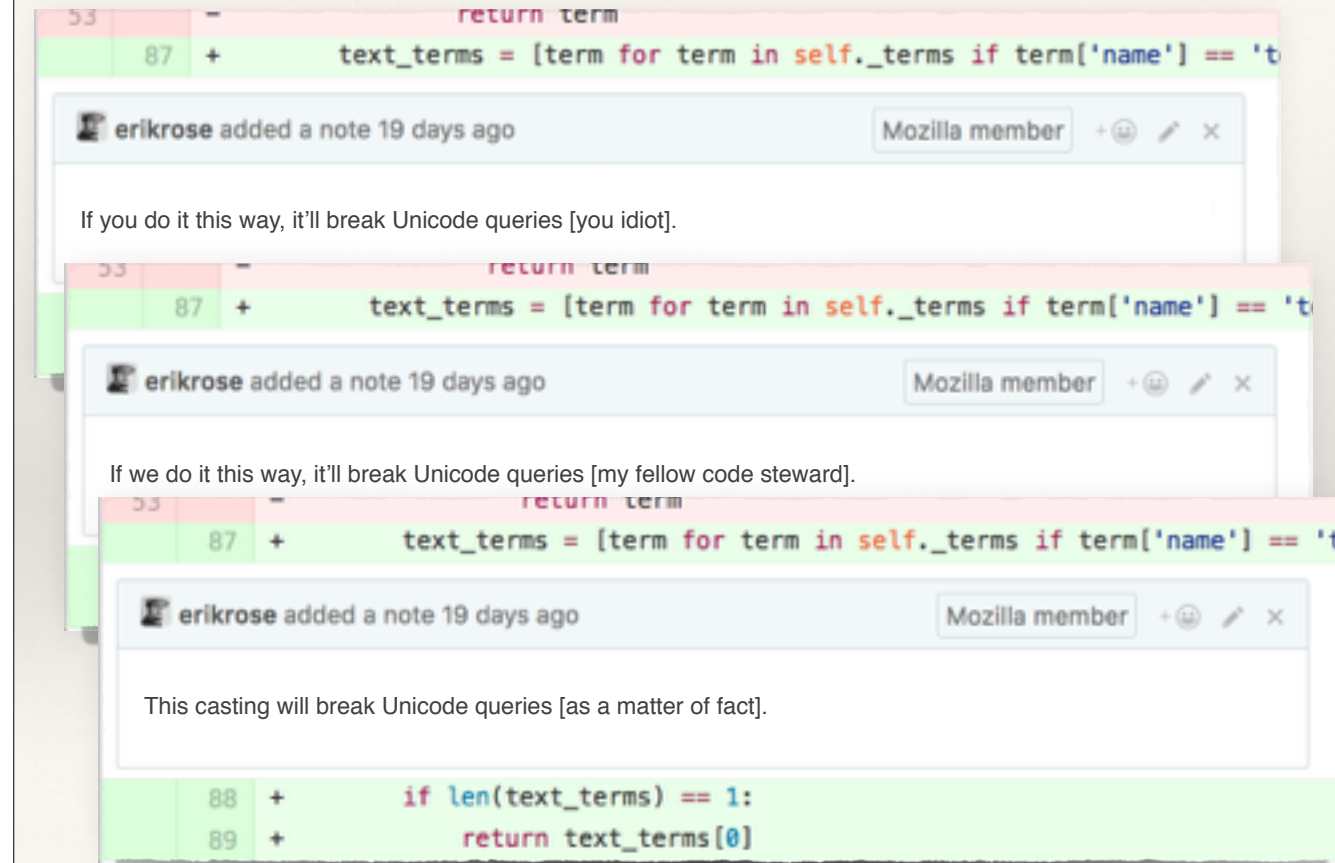 53 - return term
87 + text_terms = [term for term in self._terms if term['name'] == 't
erikrose added a note 19 days ago Mozilla member
If you do it this way, it’ll break Unicode queries [you idiot].
53 - return term
87 + text_terms = [term for term in self._terms if term['name'] == 't
erikrose added a note 19 days ago Mozilla member
If we do it this way, it’ll break Unicode queries [my fellow code steward].
53 - return term
87 + text_terms = [term for term in self._terms if term['name'] == 't
erikrose added a note 19 days ago Mozilla member
This casting will break Unicode queries [as a matter of fact].
88 + if len(text_terms) == 1:
89 + return text_terms[0]